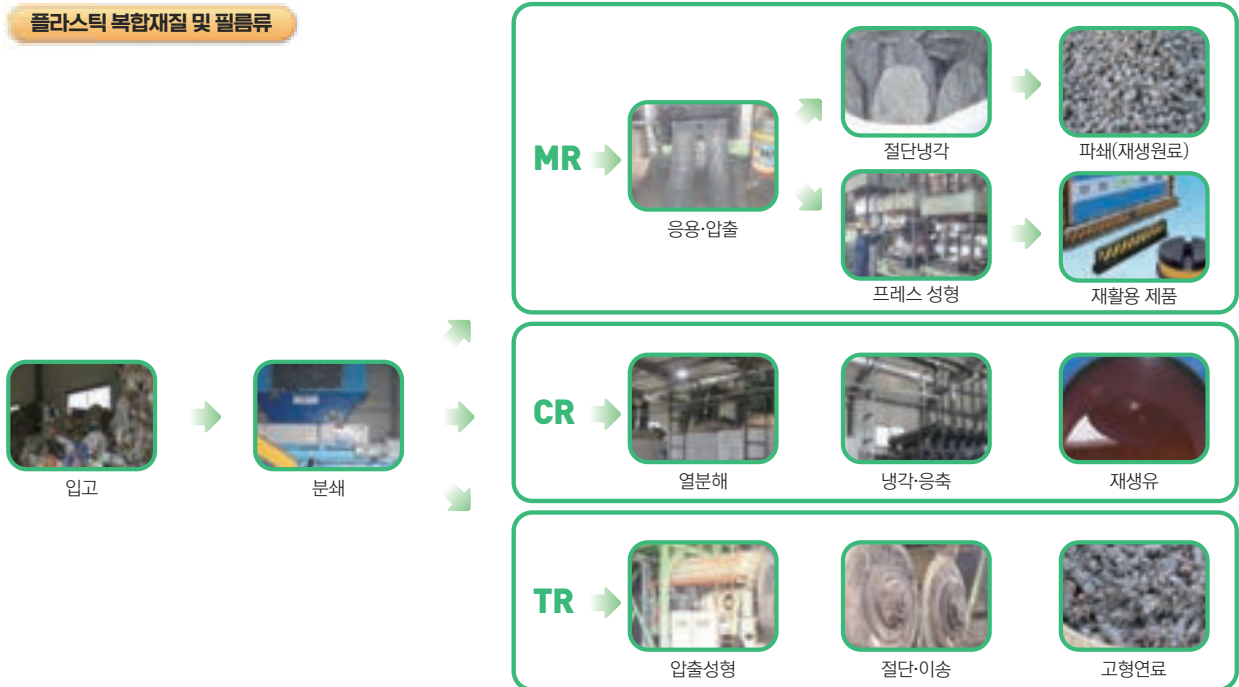 플라스틱 복합재질 및 필름류
입고
분쇄
MR
응용·압출
절단냉각
파쇄(재생원료)
프레스 성형
재활용 제품
CR
열분해
냉각·응축
재생유
TR
압출성형
절단·이송
고형연료